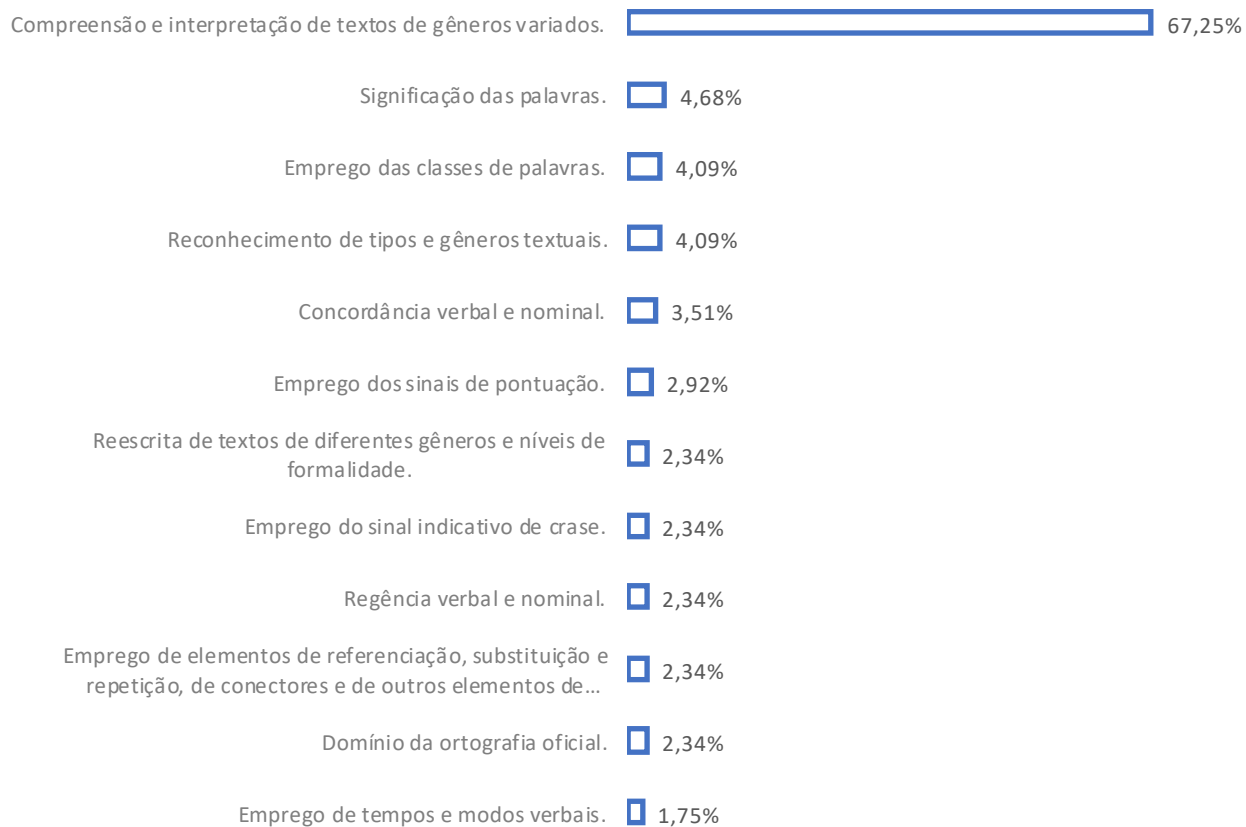 Compreensão e interpretação de textos de gêneros variados. 67,25%
Significação das palavras. 4,68%
Emprego das classes de palavras. 4,09%
Reconhecimento de tipos e gêneros textuais. 4,09%
Concordância verbal e nominal. 3,51%
Emprego dos sinais de pontuação. 2,92%
Reescrita de textos de diferentes gêneros e níveis de
formalidade. 2,34%
Emprego do sinal indicativo de crase. 2,34%
Regência verbal e nominal. 2,34%
Emprego de elementos de referenciação, substituição e
repetição, de conectores e de outros elementos de... 2,34%
Domínio da ortografia oficial. 2,34%
Emprego de tempos e modos verbais. 1,75%